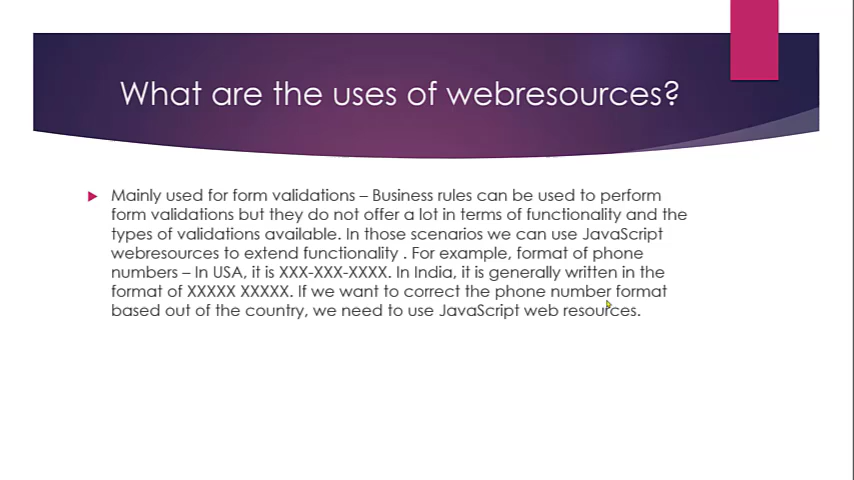 What are the uses of webresources?
Mainly used for form validations – Business rules can be used to perform
form validations but they do not offer a lot in terms of functionality and the
types of validations available. In those scenarios we can use JavaScript
webresources to extend functionality . For example, format of phone
numbers – In USA, it is XXX-XXX-XXXX. In India, it is generally written in the
format of XXXXX XXXXX. If we want to correct the phone number format
based out of the country, we need to use JavaScript web resources.